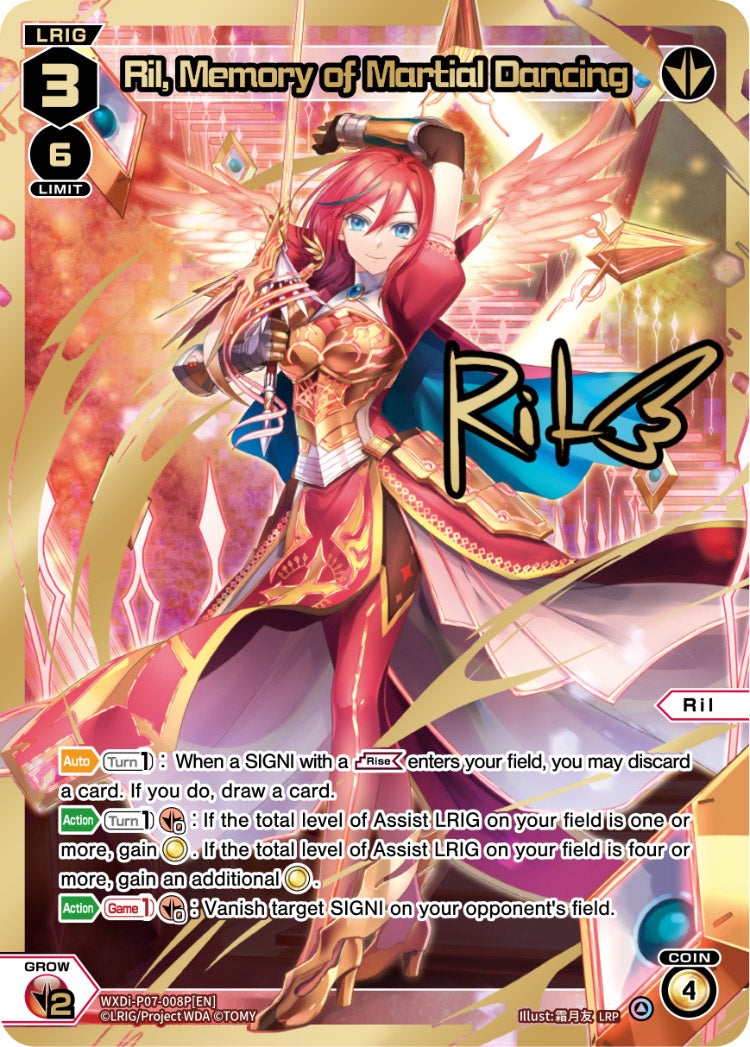 LRIG
3
Ril, Memory of Martial Dancing
6
LIMIT
Ril
Ril
Auto Turn 1 : When a SIGNI with a Rise enters your field, you may discard
a card. If you do, draw a card.
Action Turn 1 0 : If the total level of Assist LRIG on your field is one or
more, gain . If the total level of Assist LRIG on your field is four or
more, gain an additional .
Action Game 1 0 : Vanish target SIGNI on your opponent's field.
GROW
2
COIN
4
WXDi-P07-008P[EN]
©LRIG/Project WDA ©TOMY
Illust:霜月友 LRP